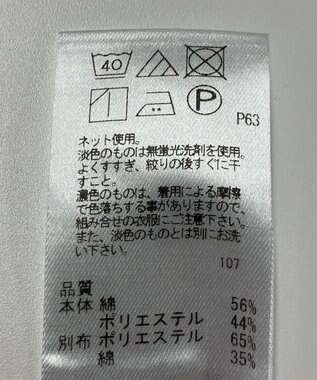 40
P
P63
ネット使用。
淡色のものは無蛍光洗剤を使用。
よくすすぎ、絞りの後すぐに干
すこと。
濃色のものは、着用による摩擦
で色落ちする事がありますので、
組み合せの衣服にご注意下さい。
また、淡色のものとは別にお洗
い下さい。
107
品質
本体 綿 56%
ポリエステル 44%
別布 ポリエステル 65%
綿 35%